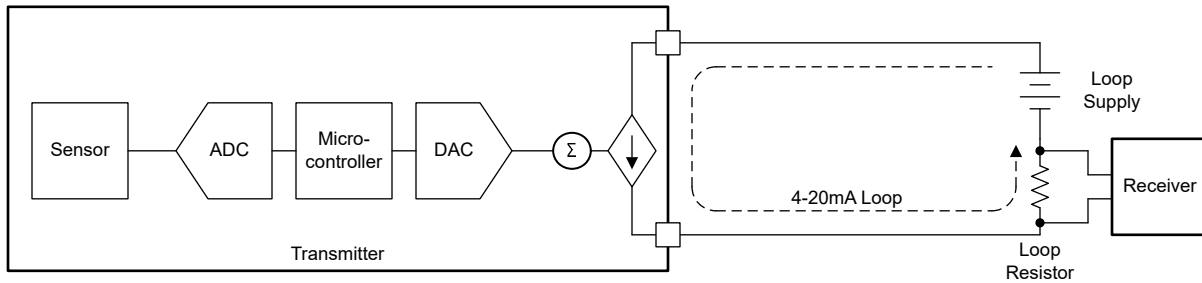 Sensor
ADC
Micro-
controller
DAC
Σ
Transmitter
4-20mA Loop
Loop
Supply
Loop
Resistor
Receiver